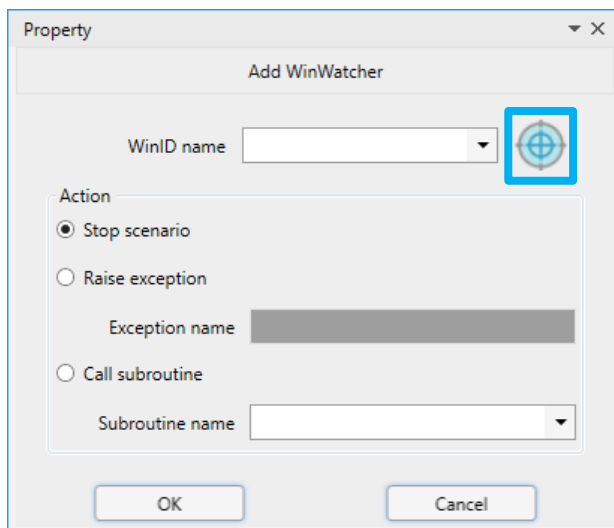 Property
Add WinWatcher
WinID name
Action
Stop scenario
Raise exception
Exception name
Call subroutine
Subroutine name
OK Cancel